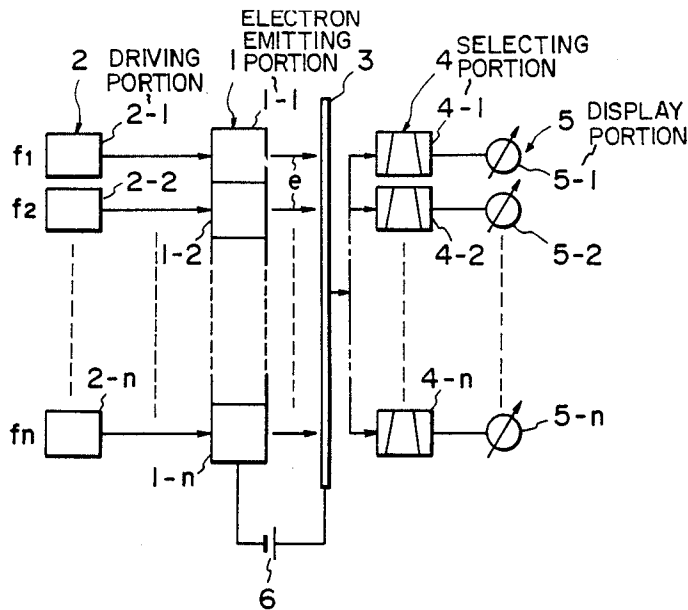 ELECTRON
EMITTING
PORTION
DRIVING
PORTION
SELECTING
PORTION
DISPLAY
PORTION
2
1
3
4
5
2-1
1-1
4-1
5-1
f1
e
f2
2-2
1-2
4-2
5-2
2-n
4-n
fn
5-n
1-n
6